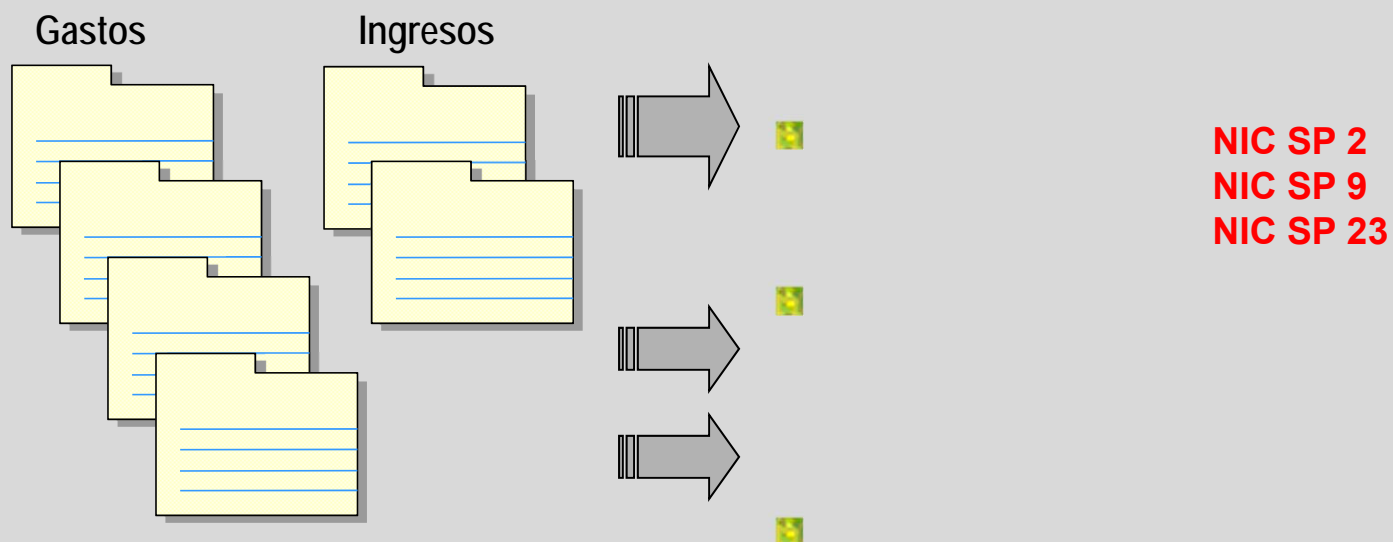 Gastos
Ingresos
NIC SP 2
NIC SP 9
NIC SP 23